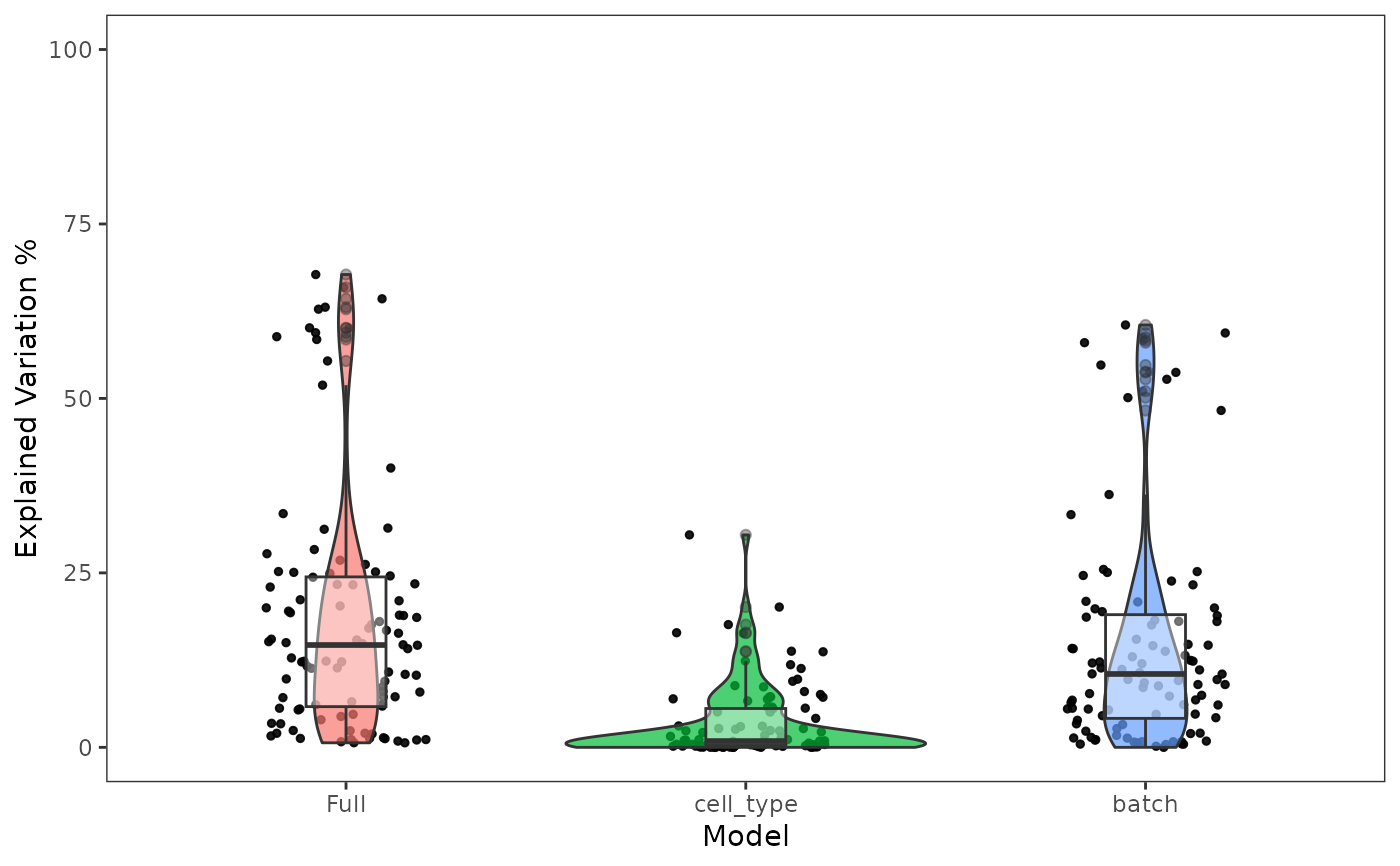 Explained Variation %
100
75
50
25
0
Full
cell_type
batch
Model